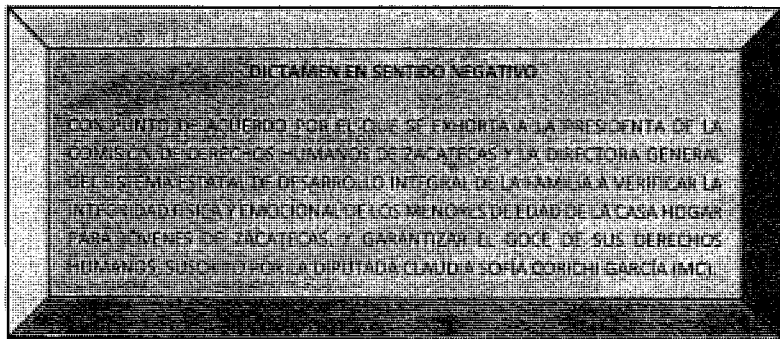 DICTAMEN EN SENTIDO NEGATIVO
CON PUNTO DE ACUERDO POR EL QUE SE EXHORTA A LA PRESIDENTA DE LA
COMISIÓN DE DERECHOS HUMANOS DE ZACATECAS Y LA DIRECTORA GENERAL
DEL SISTEMA ESTATAL DE DESARROLLO INTEGRAL DE LA FAMILIA A VERIFICAR LA
INTEGRIDAD FÍSICA Y EMOCIONAL DE LOS MENORES DE EDAD DE LA CASA HOGAR
PARA JÓVENES DE ZACATECAS, Y GARANTIZAR EL GOCE DE SUS DERECHOS
HUMANOS, SUSCRITO POR LA DIPUTADA CLAUDIA SOFÍA CORICHI GARCÍA (MC).